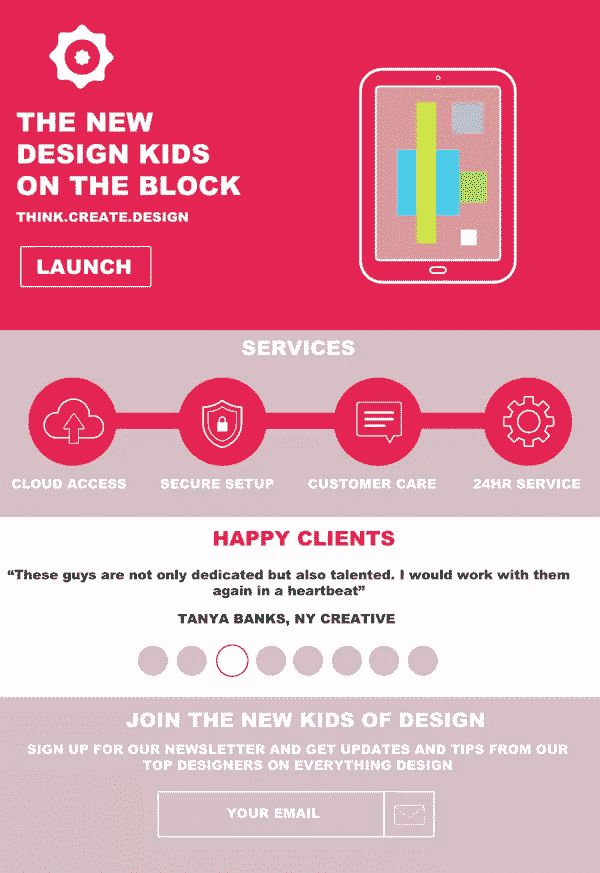 THE NEW
DESIGN KIDS
ON THE BLOCK
THINK.CREATE.DESIGN
LAUNCH
SERVICES
CLOUD ACCESS SECURE SETUP CUSTOMER CARE 24HR SERVICE
HAPPY CLIENTS
“These guys are not only dedicated but also talented. I would work with them
again in a heartbeat”
TANYA BANKS, NY CREATIVE
JOIN THE NEW KIDS OF DESIGN
SIGN UP FOR OUR NEWSLETTER AND GET UPDATES AND TIPS FROM OUR
TOP DESIGNERS ON EVERYTHING DESIGN
YOUR EMAIL